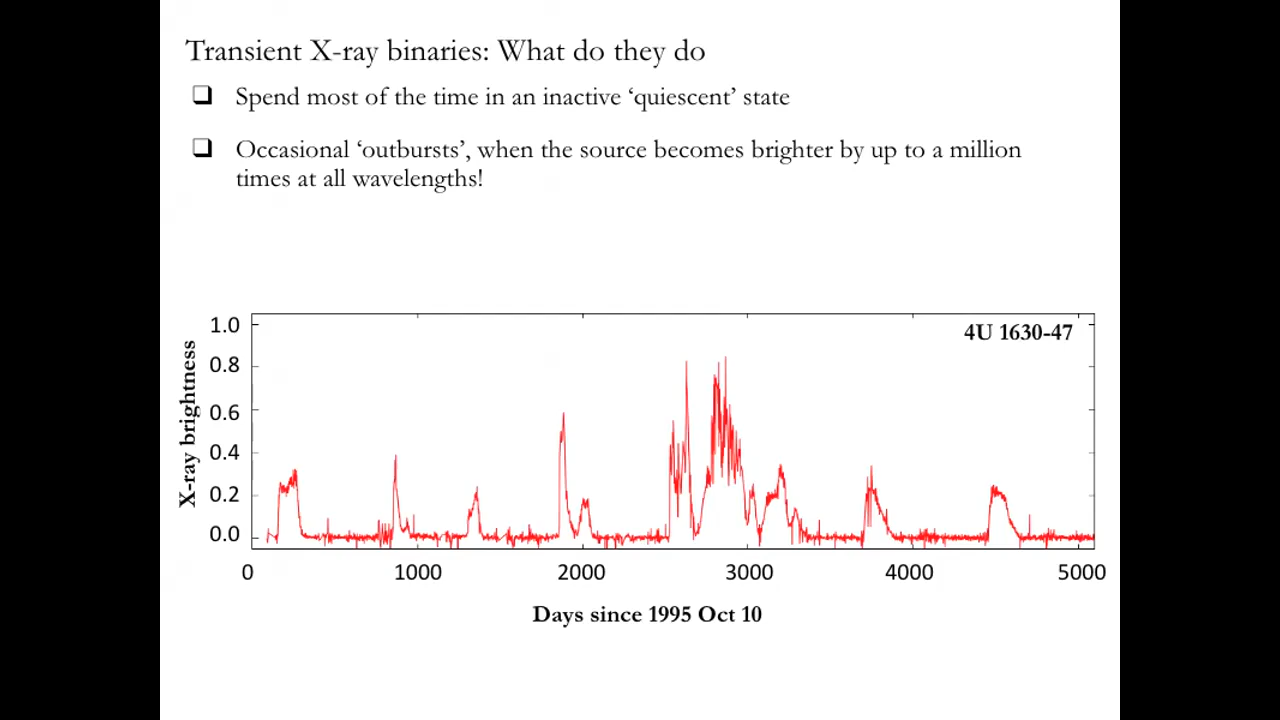 Transient X-ray binaries: What do they do
❑ Spend most of the time in an inactive ‘quiescent’ state
❑ Occasional ‘outbursts’, when the source becomes brighter by up to a million
times at all wavelengths!
4U 1630-47
X-ray brightness
1.0
0.8
0.6
0.4
0.2
0.0
0 1000 2000 3000 4000 5000
Days since 1995 Oct 10